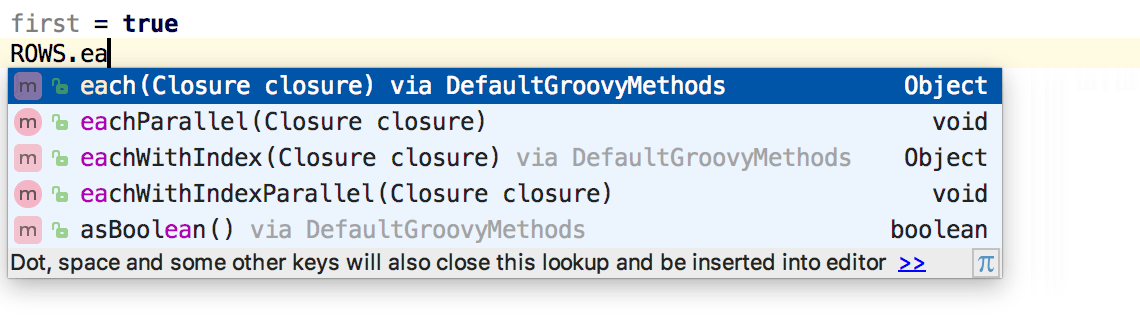 first = true
ROWS.ea
m each(Closure closure) via DefaultGroovyMethods Object
m eachParallel(Closure closure) void
m eachWithIndex(Closure closure) via DefaultGroovyMethods Object
m eachWithIndexParallel(Closure closure) void
m asBoolean() via DefaultGroovyMethods boolean
Dot, space and some other keys will also close this lookup and be inserted into editor >> π